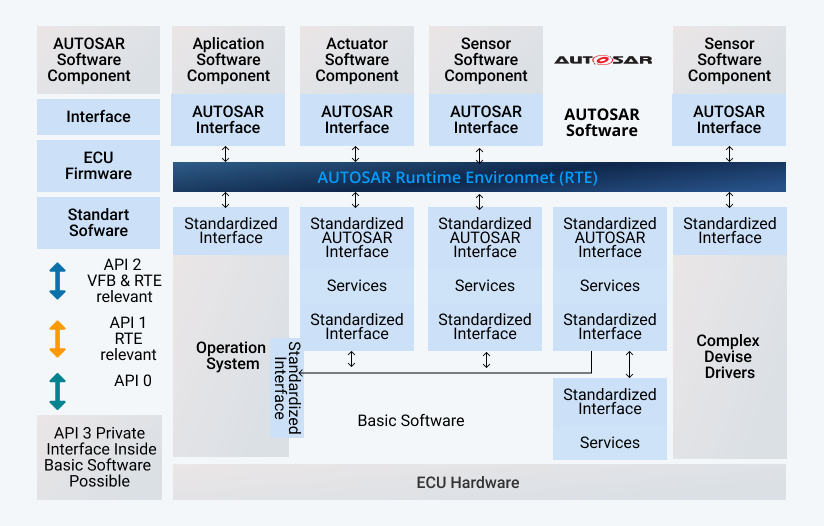 AUTOSAR
Software
Component
Interface
ECU
Firmware
Standart
Sofware
API 2
VFB & RTE
relevant
API 1
RTE
relevant
API 0
API 3 Private
Interface Inside
Basic Software
Possible
Aplication
Software
Component
AUTOSAR
Interface
Actuator
Software
Component
AUTOSAR
Interface
Sensor
Software
Component
AUTOSAR
Interface
AUTOSAR
AUTOSAR
Software
Sensor
Software
Component
AUTOSAR
Interface
AUTOSAR Runtime Environmet (RTE)
Standardized
Interface
Operation
System
Standardized
Interface
Standardized
AUTOSAR
Interface
Services
Standardized
Interface
Standardized
AUTOSAR
Interface
Services
Standardized
Interface
Standardized
AUTOSAR
Interface
Services
Standardized
Interface
Standardized
Interface
Services
Basic Software
Standardized
Interface
Complex
Devise
Drivers
ECU Hardware